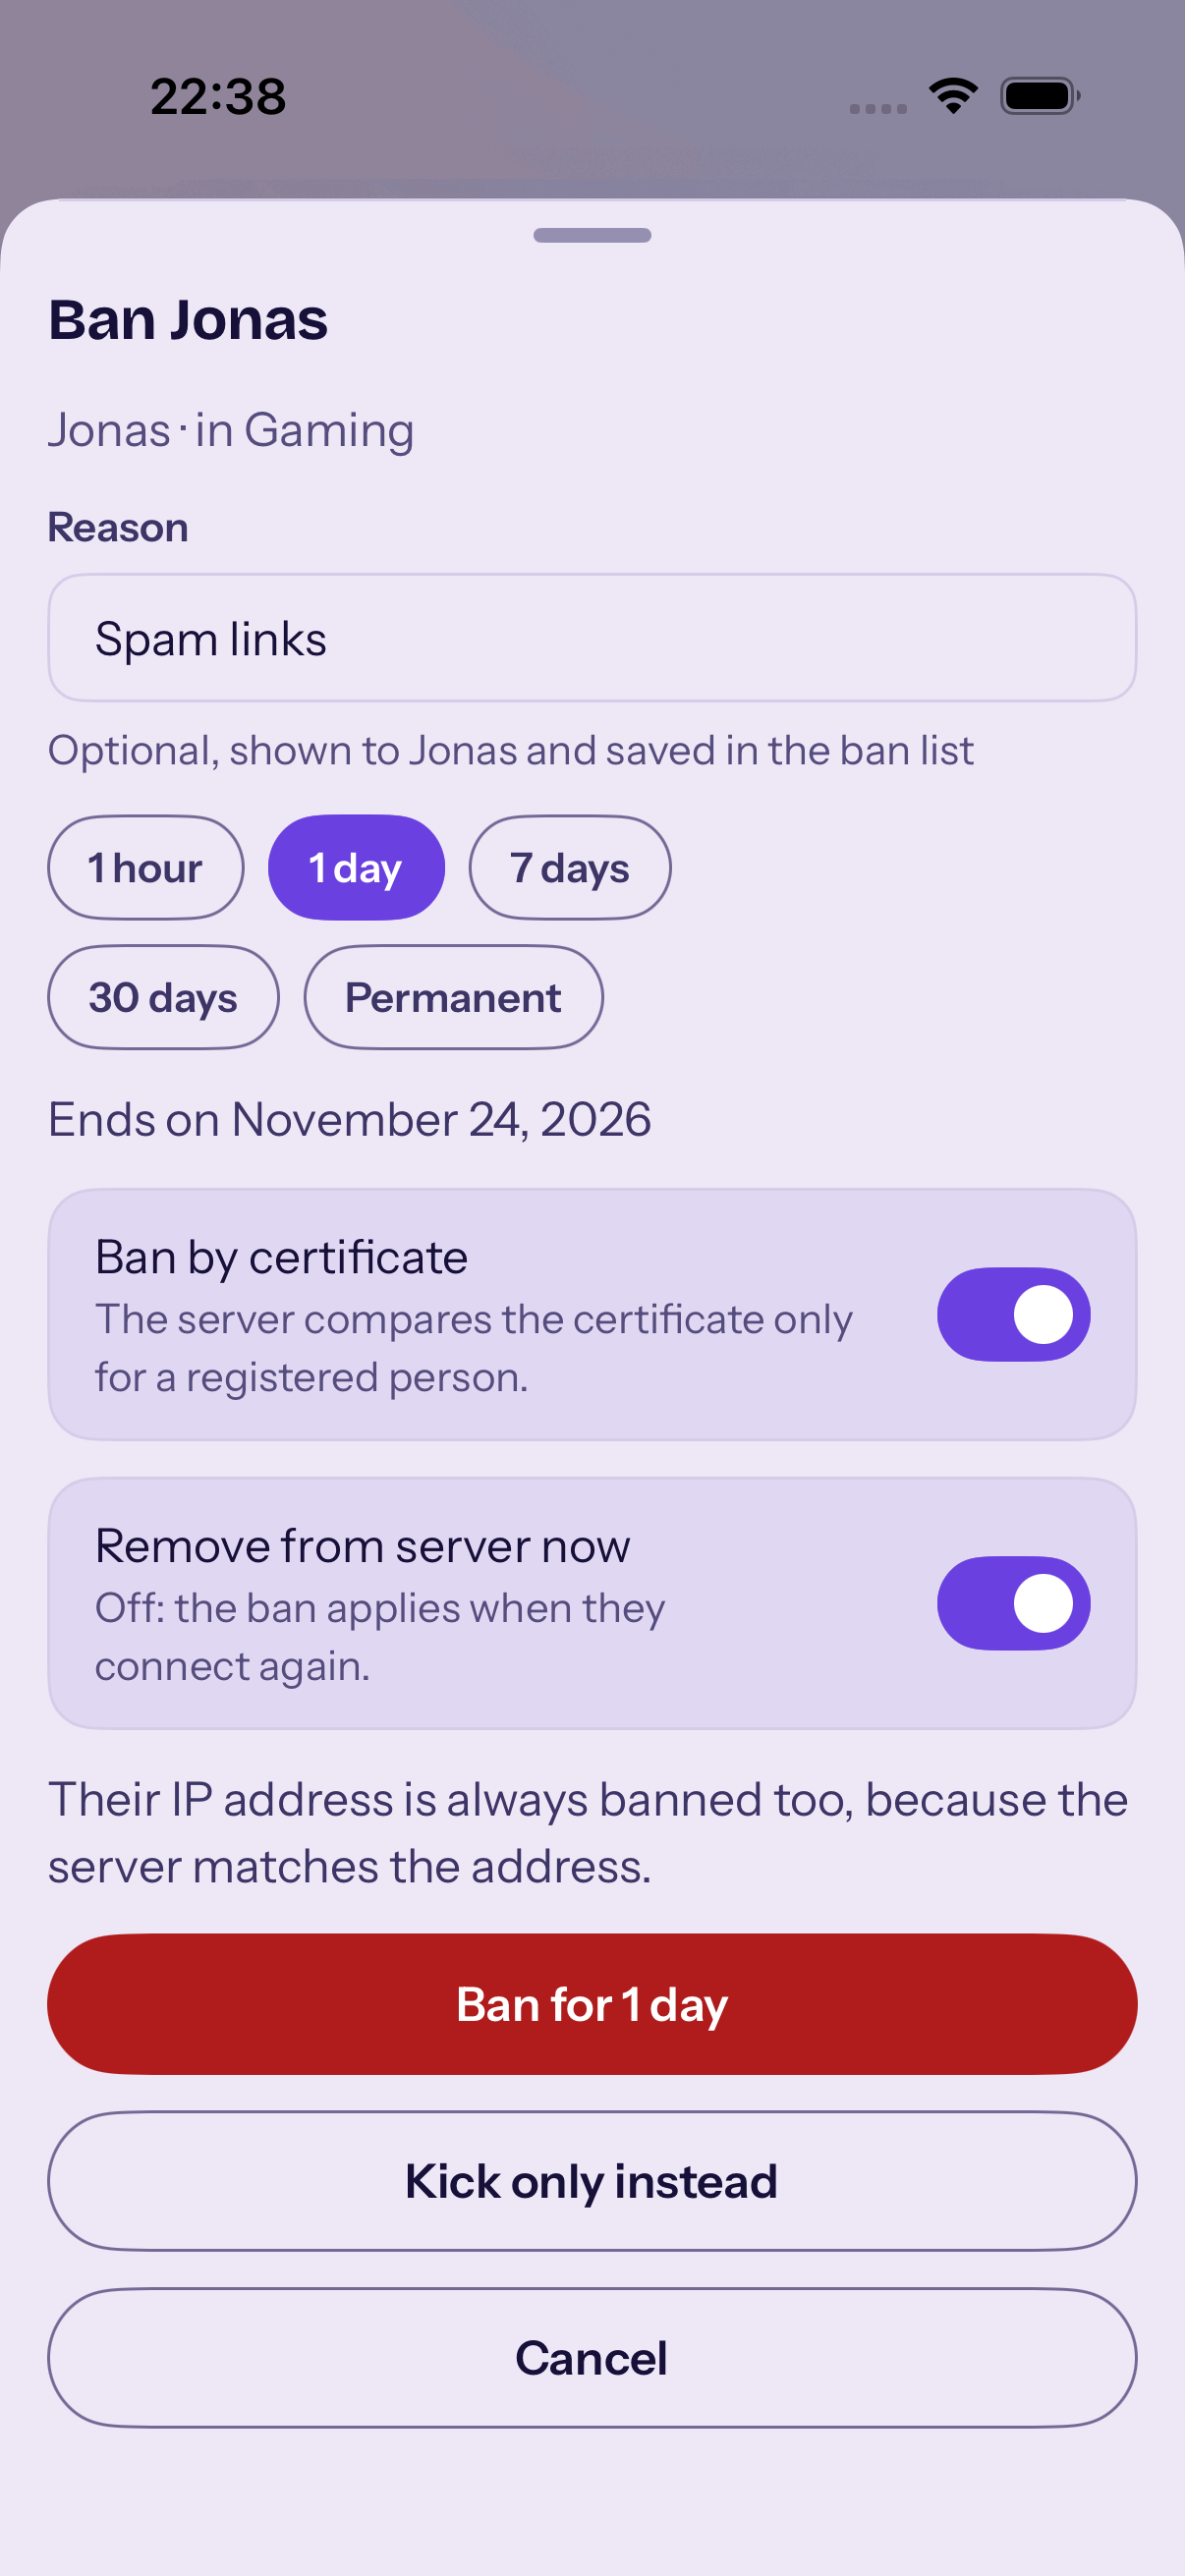 22:38
Ban Jonas
Jonas · in Gaming
Reason
Spam links
Optional, shown to Jonas and saved in the ban list
1 hour
1 day
7 days
30 days
Permanent
Ends on November 24, 2026
Ban by certificate
The server compares the certificate only
for a registered person.
Remove from server now
Off: the ban applies when they
connect again.
Their IP address is always banned too, because the
server matches the address.
Ban for 1 day
Kick only instead
Cancel